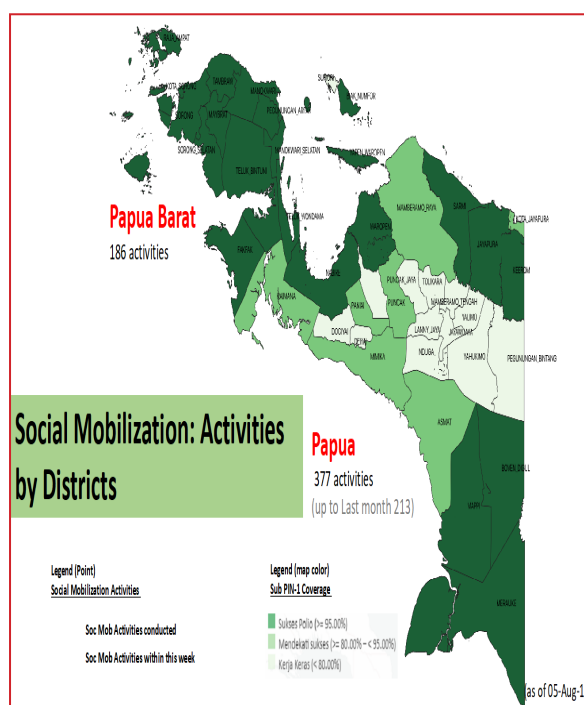 RAJA_AMPAT
KOTA_SORONG
TAMBRAUW
MANOKWARI
SUPIORI
BIAK_NUMFOR
SORONG
MAYBRAT
PEGUNUNGAN_ARFAK
SORONG_SELATAN
MANOKWARI_SELATAN
TELUK_BINTUNI
Papua Barat
186 activities
MAMBERAMO_RAYA
SARMI
KOTA_JAYAPURA
WAROPEN
JAYAPURA
KEEROM
FAKFAK
NABIRE
KAIMANA
PANIAI
PUNCAK_JAYA
PUNCAK
TOLIKARA
MAMBERAMO_TENGAH
YALIMO
DOGIYAI
DEIYAI
LANNY_JAYA
JAYAWIJAYA
MIMIKA
NDUGA
YAHUKIMO
PEGUNUNGAN_BINTANG
Social Mobilization: Activities
by Districts
ASMAT
Papua
377 activities
(up to Last month 213)
MAPPI
MERAUKE
Legend (Point)
Social Mobilization Activities
Soc Mob Activities conducted
Soc Mob Activities within this week
Legend (map color)
Sub PIN-1 Coverage
Sukses Polio (>= 95.00%)
Mendekati sukses (>= 80.00% - < 95.00%)
Kerja Keras (< 80.00%)
(as of 05-Aug-1